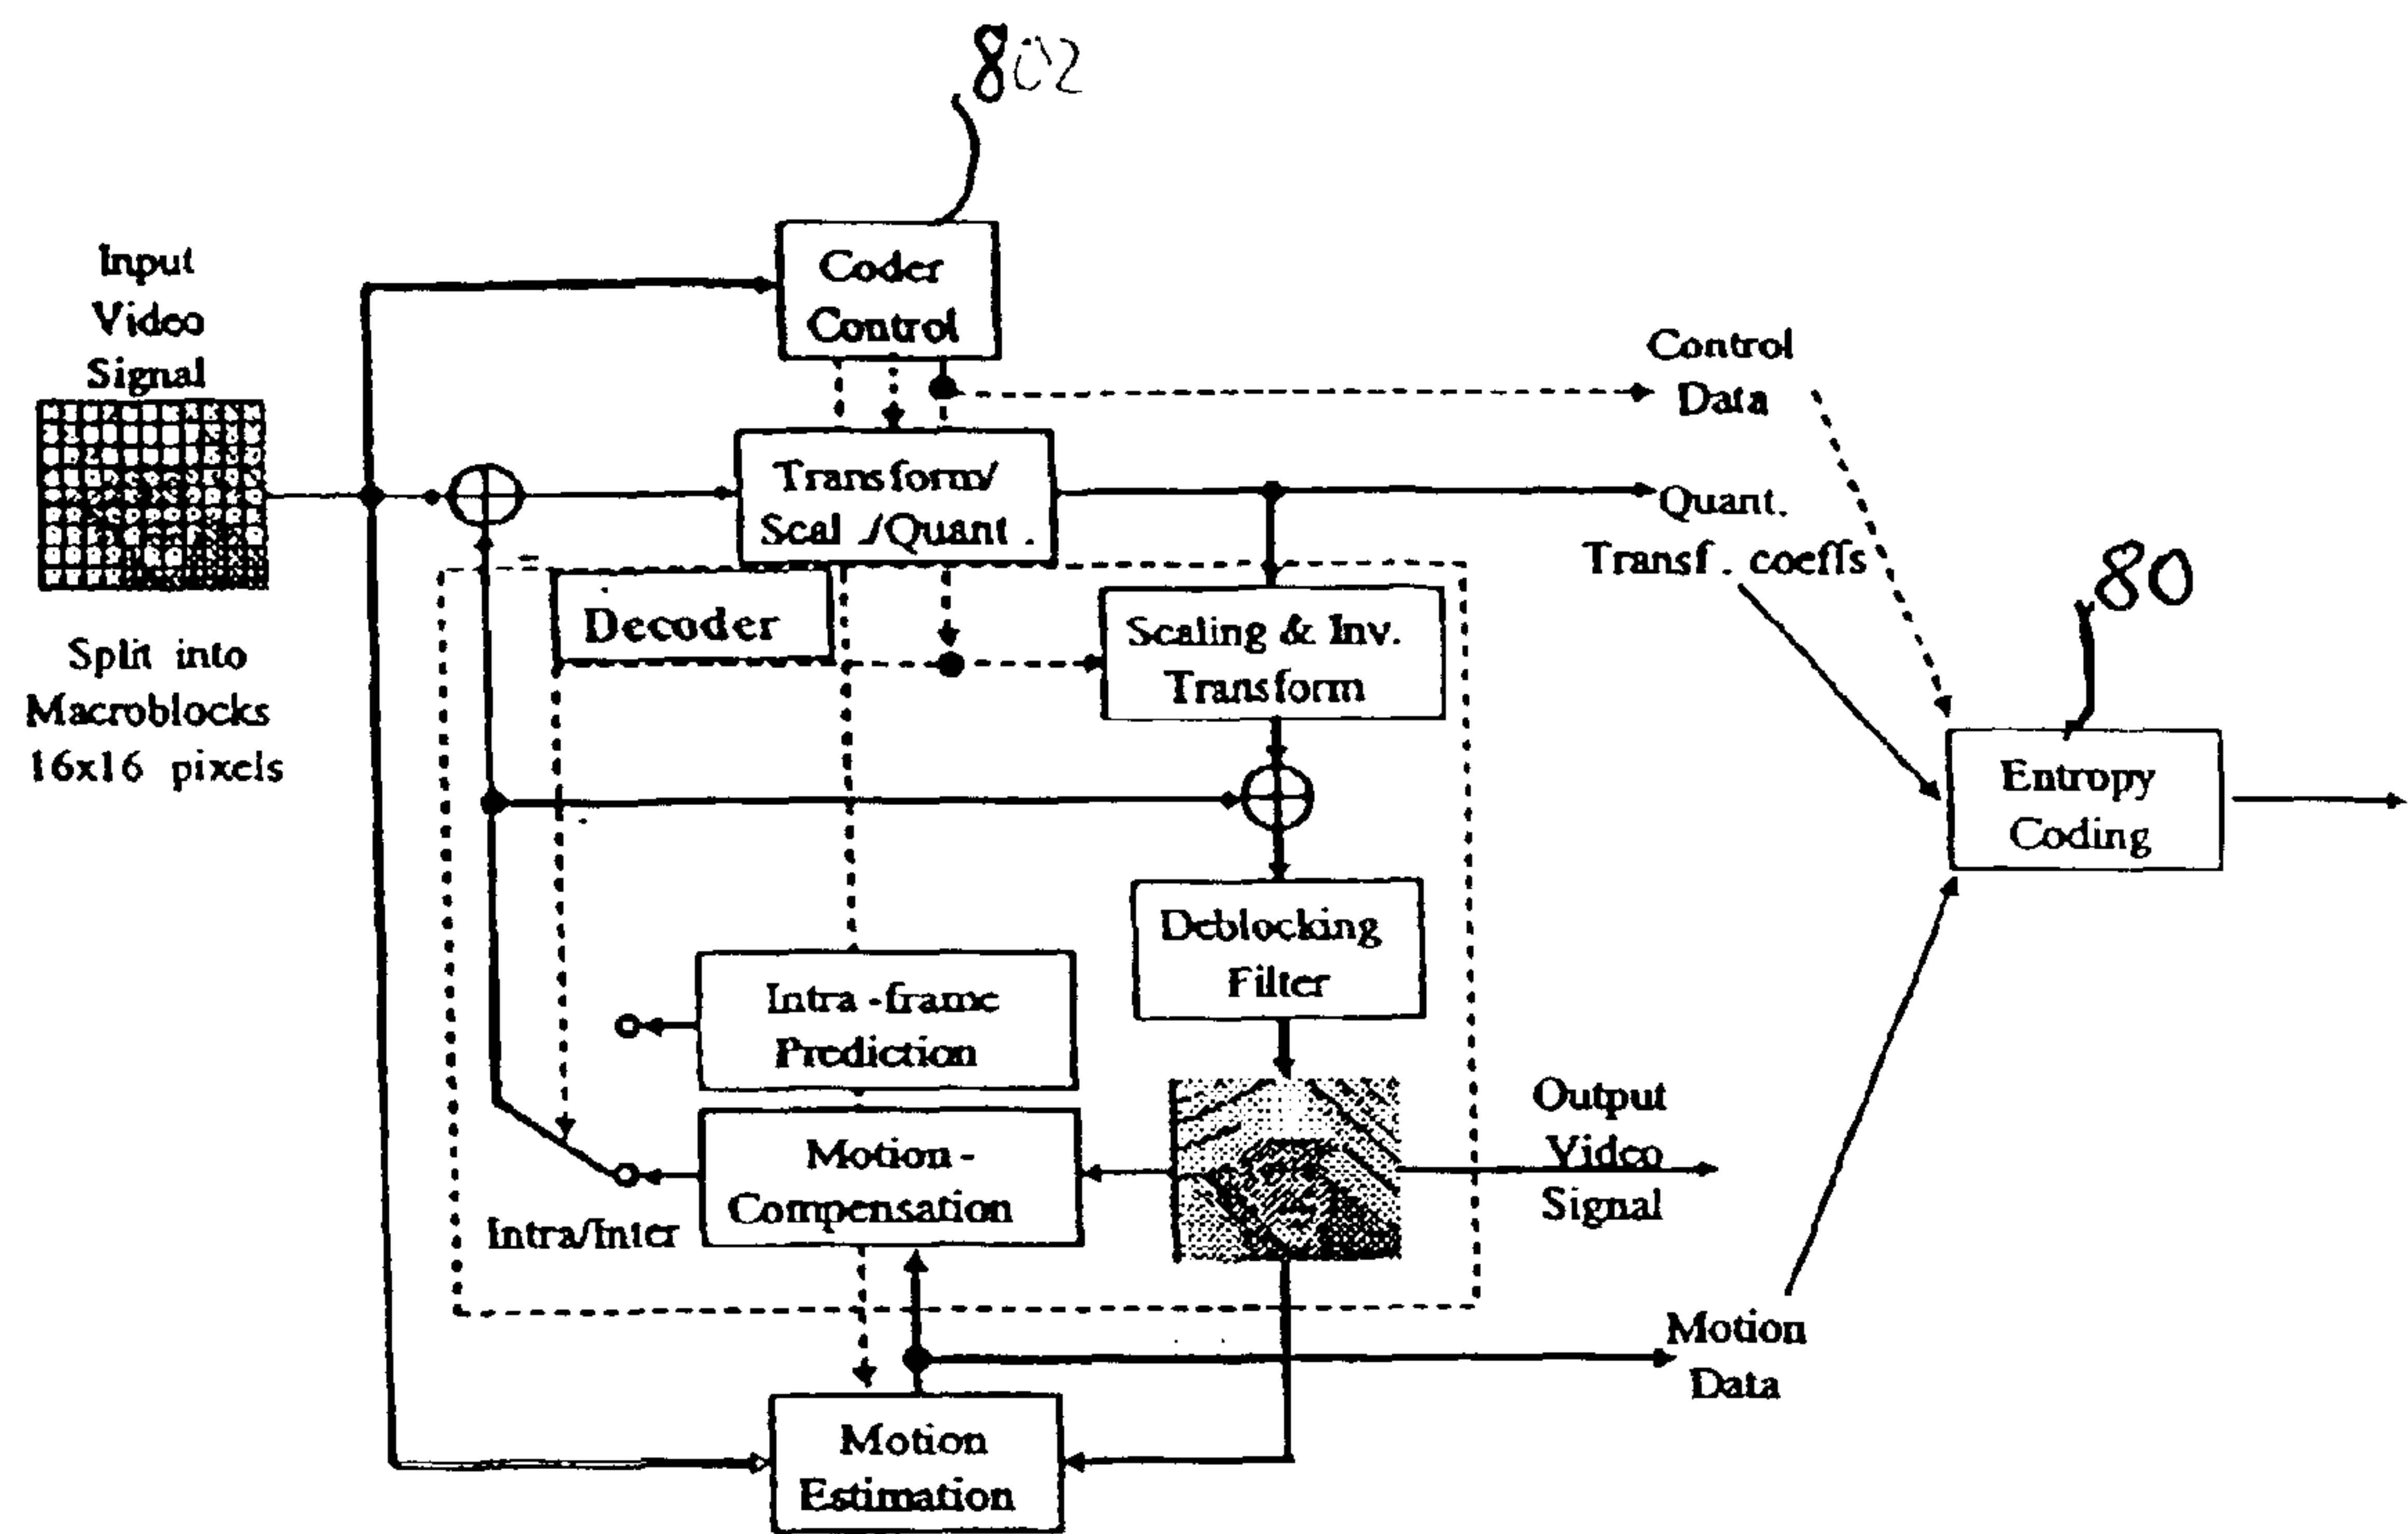 802
Input
Video
Signal
Coder
Control
Control
Data
Transform/
Scal ./Quant .
Quant.
Transf . coeffs
80
Decoder
Scaling & Inv.
Transform
Split into
Macroblocks
16x16 pixels
Entropy
Coding
Deblocking
Filter
Intra -frame
Prediction
Motion -
Compensation
Output
Video
Signal
Intra/Inter
Motion
Data
Motion
Estimation